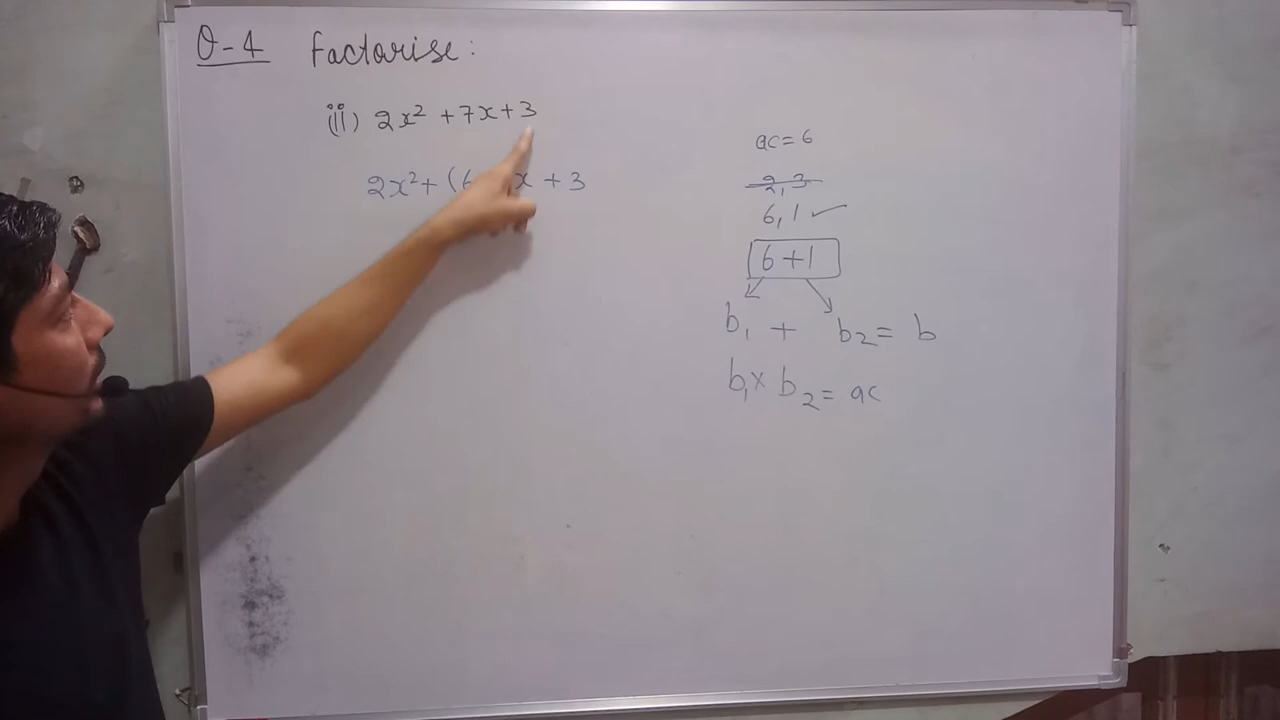 Q-4 Factorise:
(ii) 2x² + 7x + 3
2x² + (6 x + 3
ac = 6
2, 3
6, 1 ✓
6 + 1
b₁ + b₂ = b
b₁ × b₂ = ac